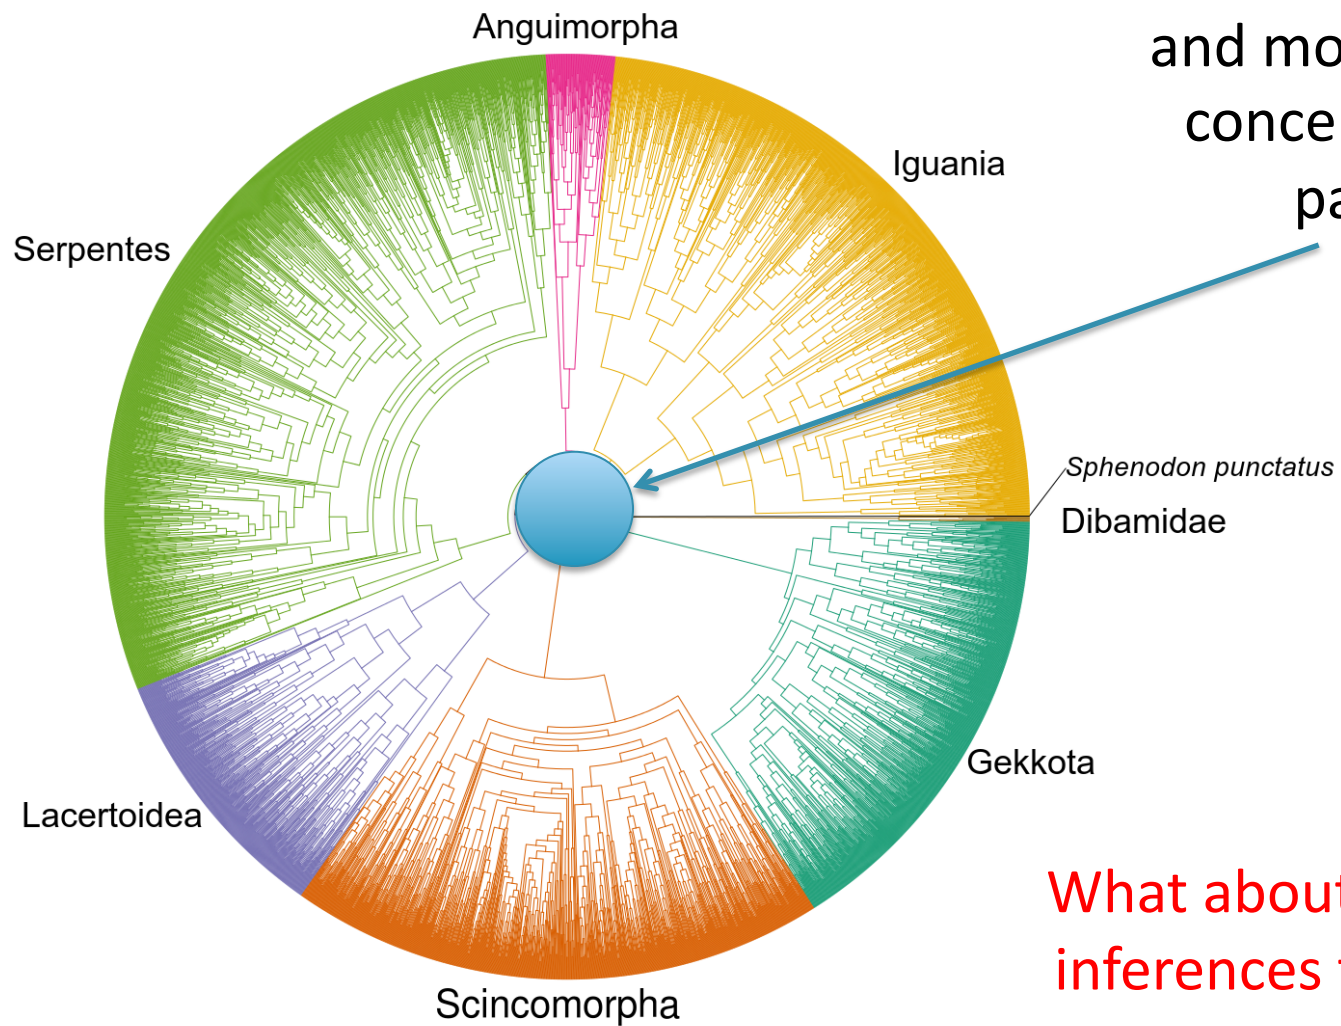 Anguimorpha
and mo
conce
pa
Iguania
Serpentes
Sphenodon punctatus
Dibamidae
Gekkota
Lacertoidea
What about
inferences
Scincomorpha